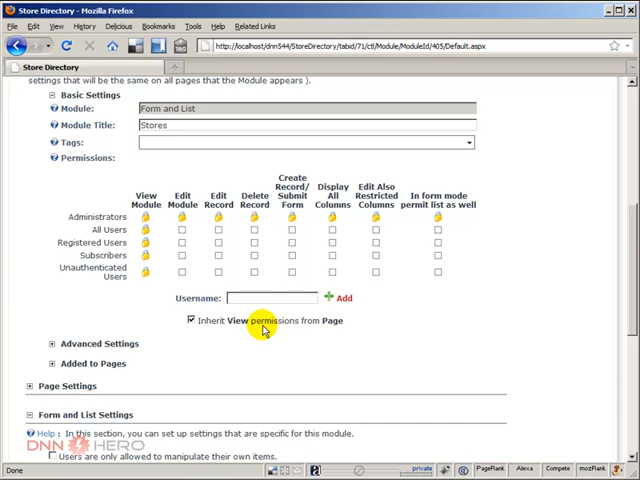 Store Directory - Mozilla Firefox
File Edit View History Delicious Bookmarks Tools Related Links
TAG
http://localhost/dnn544/StoreDirectory/tabid/71/ctl/Module/ModuleId/405/Default.aspx
Store Directory
settings that will be the same on all pages that the Module appears ).
Basic Settings
Module: Form and List
Module Title: Stores
Tags:
Permissions:
View Module Edit Module Edit Record Delete Record Create Record/ Submit Form Display All Columns Edit Also Restricted Columns In form mode permit list as well
Administrators
All Users
Registered Users
Subscribers
Unauthenticated
Users
Username: Add
Inherit View permissions from Page
Advanced Settings
Added to Pages
Page Settings
Form and List Settings
Help : In this section, you can set up settings that are specific for this module.
DNN HERO
Users are only allowed to manipulate their own items.
Done private PageRank Alexa Compete mozRank